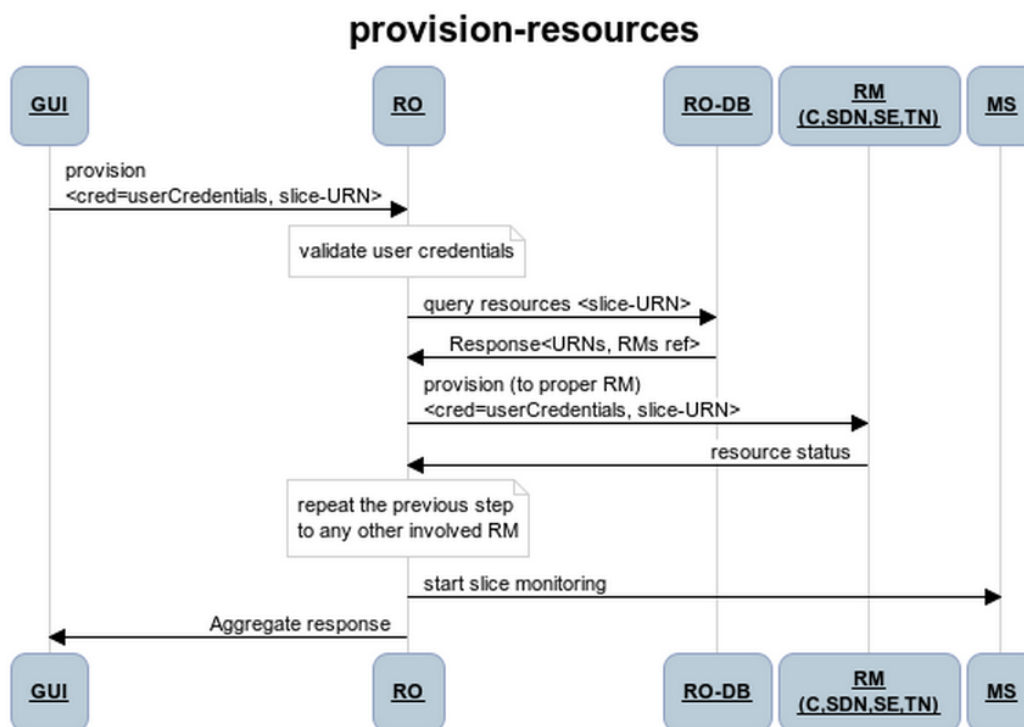 provision-resources
GUI
RO
RO-DB
RM
(C,SDN,SE,TN)
MS
provision
<cred=userCredentials, slice-URN>
validate user credentials
query resources <slice-URN>
Response<URNs, RMs ref>
provision (to proper RM)
<cred=userCredentials, slice-URN>
resource status
repeat the previous step
to any other involved RM
start slice monitoring
Aggregate response
GUI
RO
RO-DB
RM
(C,SDN,SE,TN)
MS